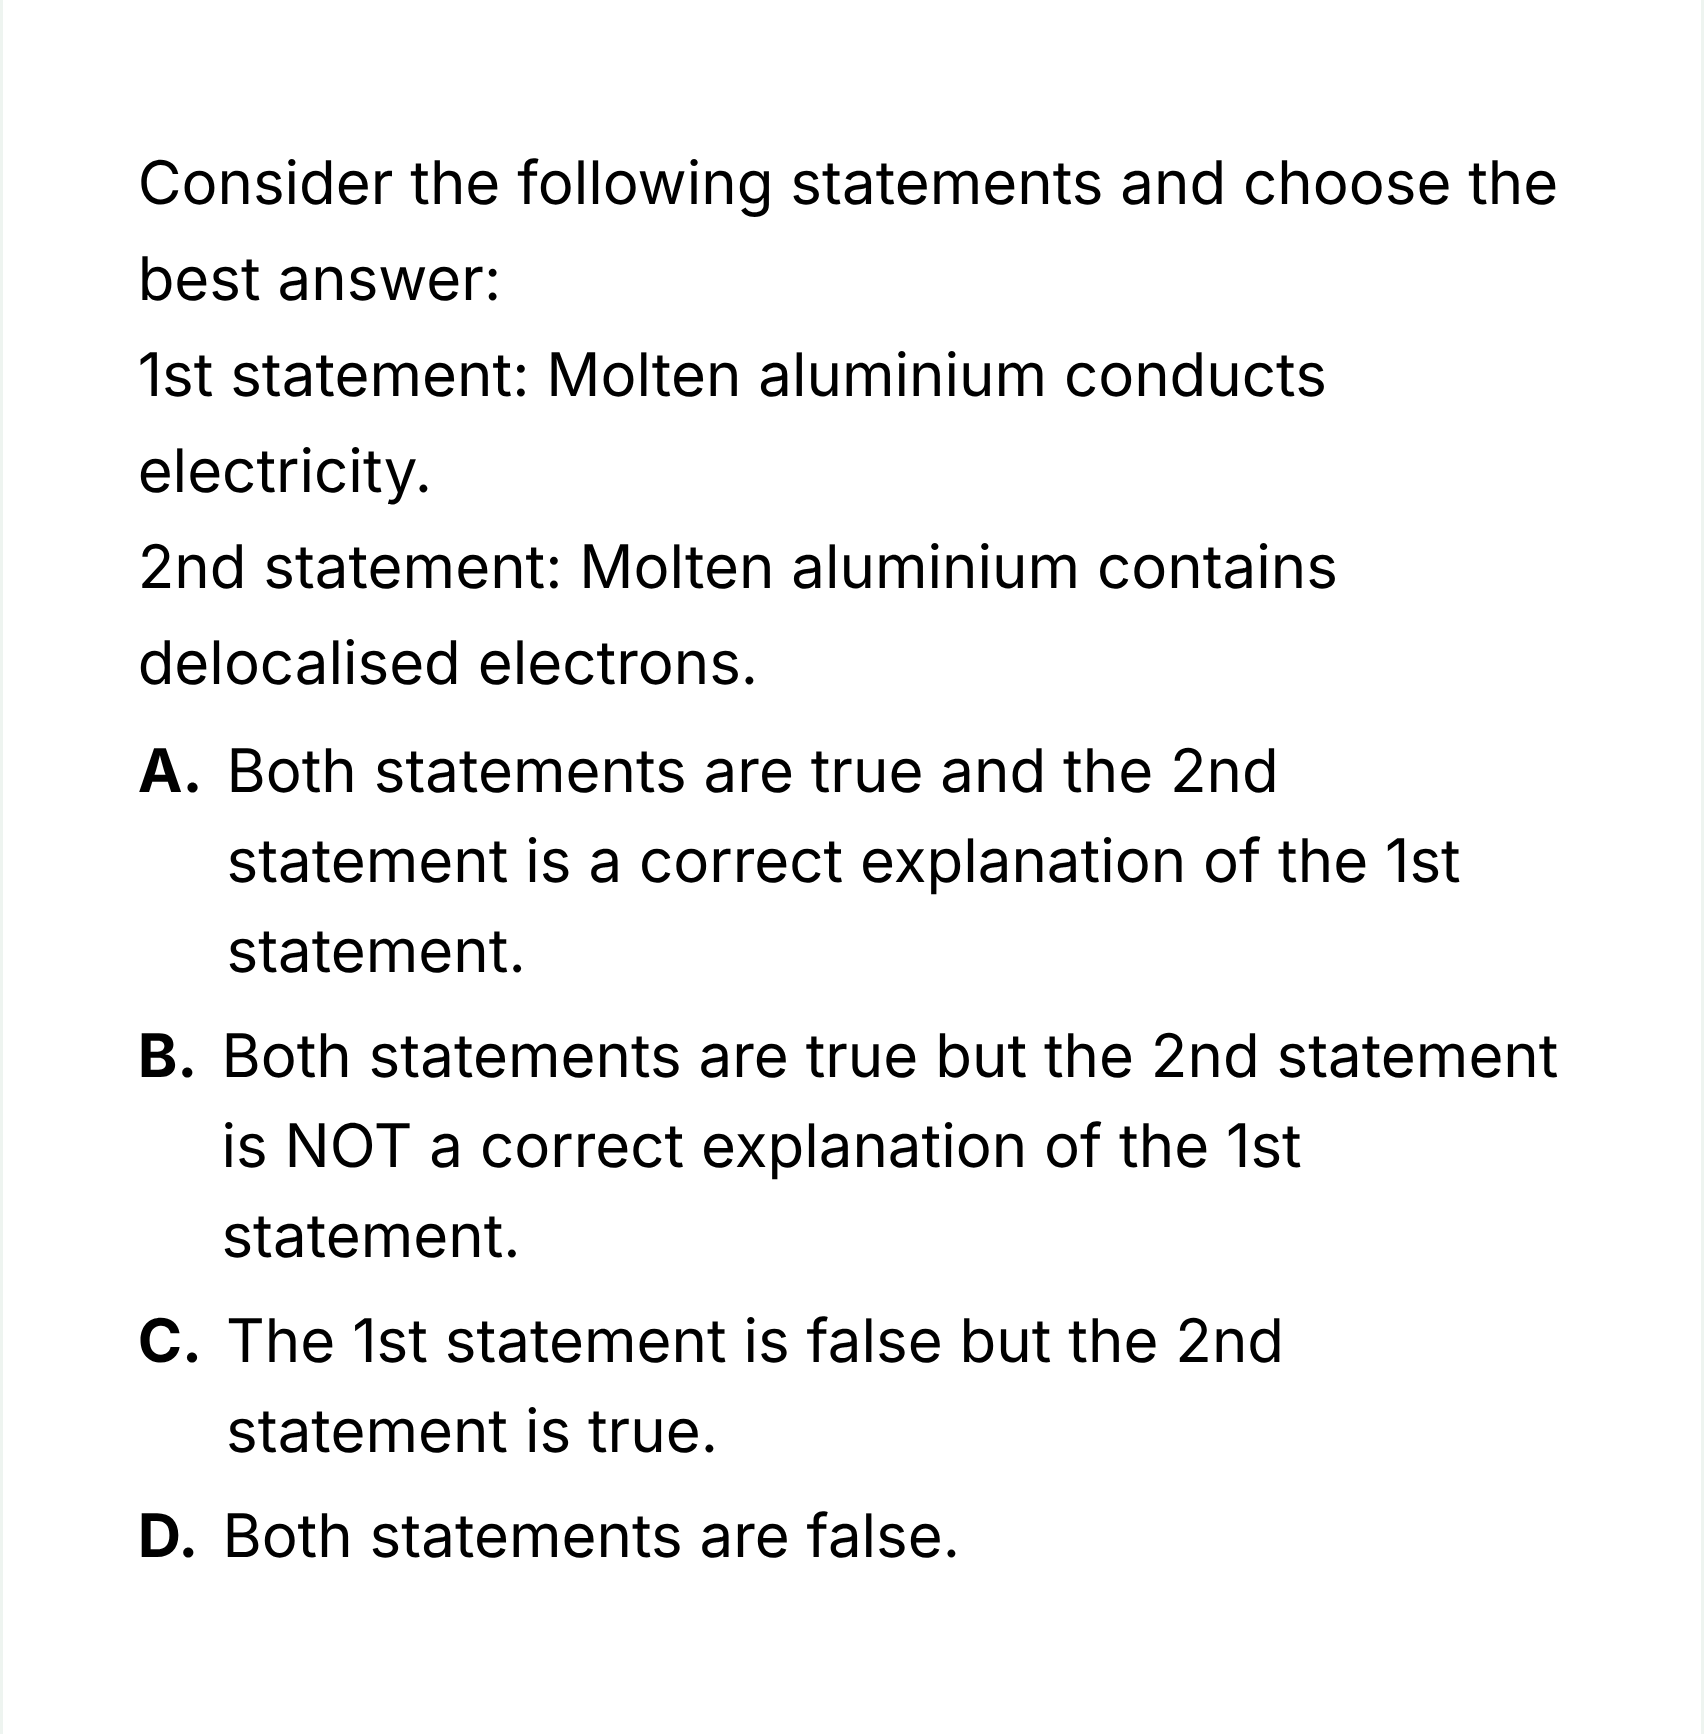 Consider the following statements and choose the
best answer:
1st statement: Molten aluminium conducts
electricity.
2nd statement: Molten aluminium contains
delocalised electrons.
A. Both statements are true and the 2nd
statement is a correct explanation of the 1st
statement.
B. Both statements are true but the 2nd statement
is NOT a correct explanation of the 1st
statement.
C. The 1st statement is false but the 2nd
statement is true.
D. Both statements are false.